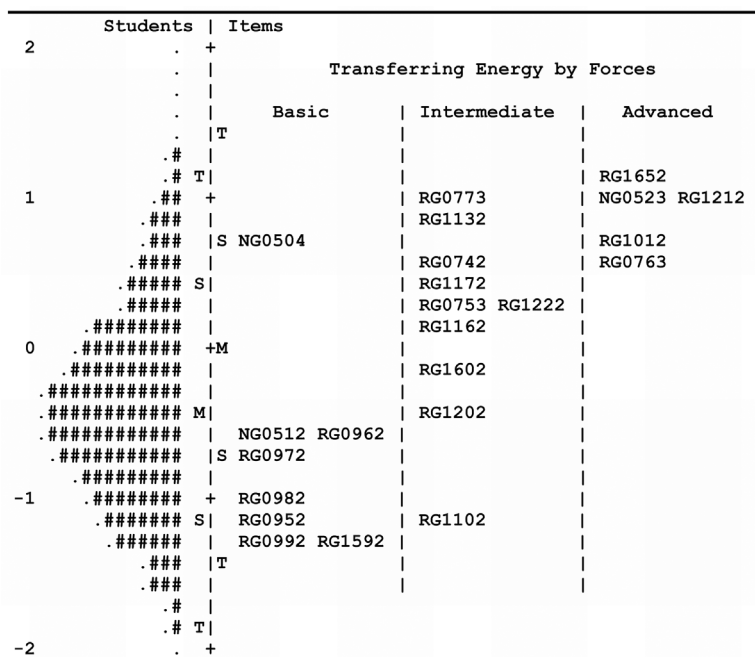 Students | Items
2 . +
. | Transferring Energy by Forces
. |
. | Basic | Intermediate | Advanced
. |T | |
.# | | |
.# T| | | RG1652
1 .## + | RG0773 | NG0523 RG1212
.### | | RG1132 |
.### |S NG0504 | | RG1012
.#### | | RG0742 | RG0763
.##### S| | RG1172 |
.##### | | RG0753 RG1222 |
.######## | | RG1162 |
0 .######### +M | |
.########## | | RG1602 |
.############ | | |
.############ M| | RG1202 |
.############ | NG0512 RG0962 | |
.########### |S RG0972 | |
.######### | | |
-1 .######## + RG0982 | |
.####### S| RG0952 | RG1102 |
.###### | RG0992 RG1592 | |
.### |T | |
.### | | |
.# |
.# T|
-2 . +